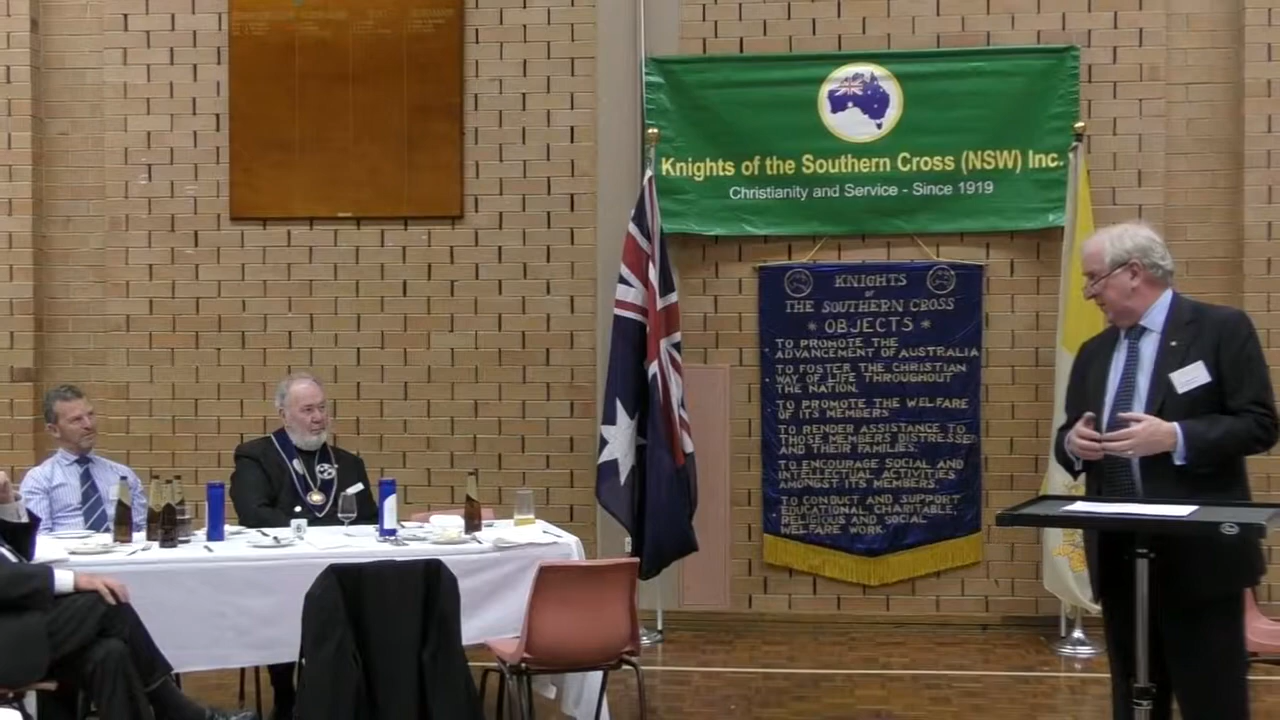 Knights of the Southern Cross (NSW) Inc.
Christianity and Service - Since 1919
KNIGHTS
OF
THE SOUTHERN CROSS
* OBJECTS *
TO PROMOTE THE
ADVANCEMENT OF AUSTRALIA
TO FOSTER THE CHRISTIAN
WAY OF LIFE THROUGHOUT
THE NATION.
TO PROMOTE THE WELFARE
OF ITS MEMBERS
TO RENDER ASSISTANCE TO
THOSE MEMBERS DISTRESSED
AND THEIR FAMILIES.
TO ENCOURAGE SOCIAL AND
INTELLECTUAL ACTIVITIES
AMONGST ITS MEMBERS.
TO CONDUCT AND SUPPORT
EDUCATIONAL, CHARITABLE,
RELIGIOUS AND SOCIAL
WELFARE WORK.